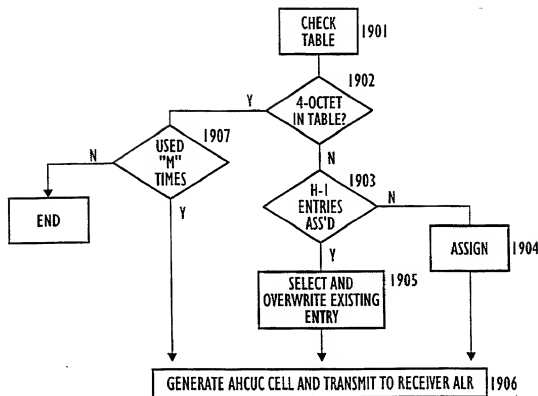 CHECK
TABLE
1901
1902
4-OCTET
IN TABLE?
Y
N
1907
USED
"M"
TIMES
N
Y
END
1903
H-1
ENTRIES
ASS'D
N
Y
ASSIGN
1904
1905
SELECT AND
OVERWRITE EXISTING
ENTRY
GENERATE AHCUC CELL AND TRANSMIT TO RECEIVER ALR
1906